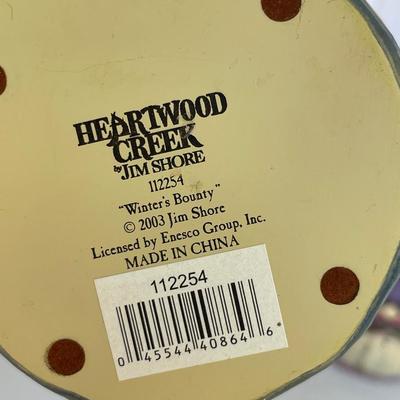 HEARTWOOD
CREEK
by JIM SHORE
112254
"Winter's Bounty"
© 2003 Jim Shore
Licensed by Enesco Group, Inc.
MADE IN CHINA
112254
0 45544 40864 6